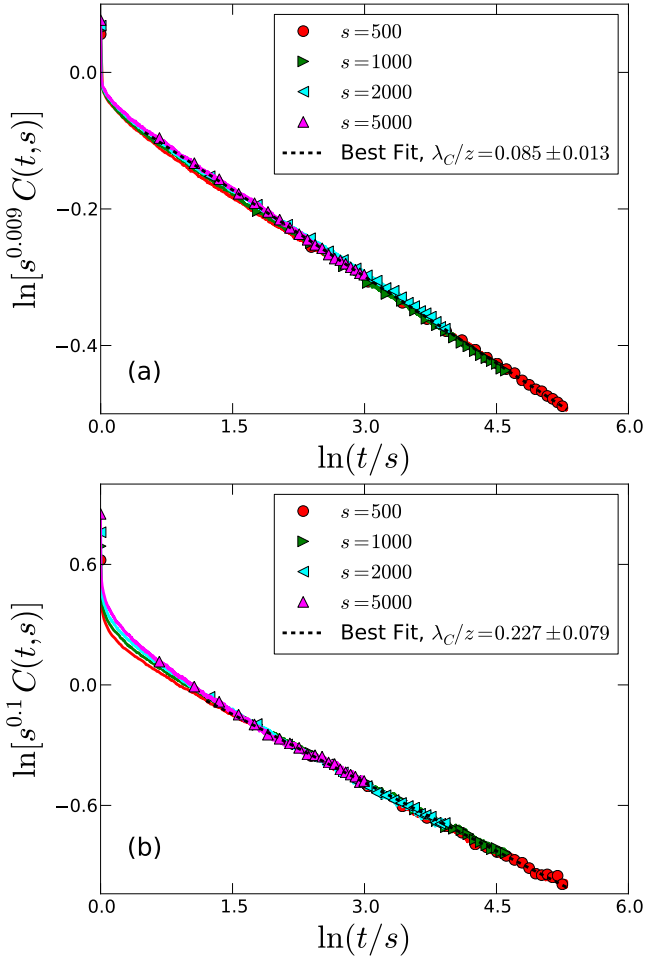 s=500
s=1000
s=2000
s=5000
Best Fit, λ_C/z=0.085±0.013
ln[s^0.009 C(t,s)]
0.0
−0.2
−0.4
(a)
0.0 1.5 3.0 4.5 6.0
ln(t/s)
s=500
s=1000
s=2000
s=5000
Best Fit, λ_C/z=0.227±0.079
ln[s^0.1 C(t,s)]
0.6
0.0
−0.6
(b)
0.0 1.5 3.0 4.5 6.0
ln(t/s)